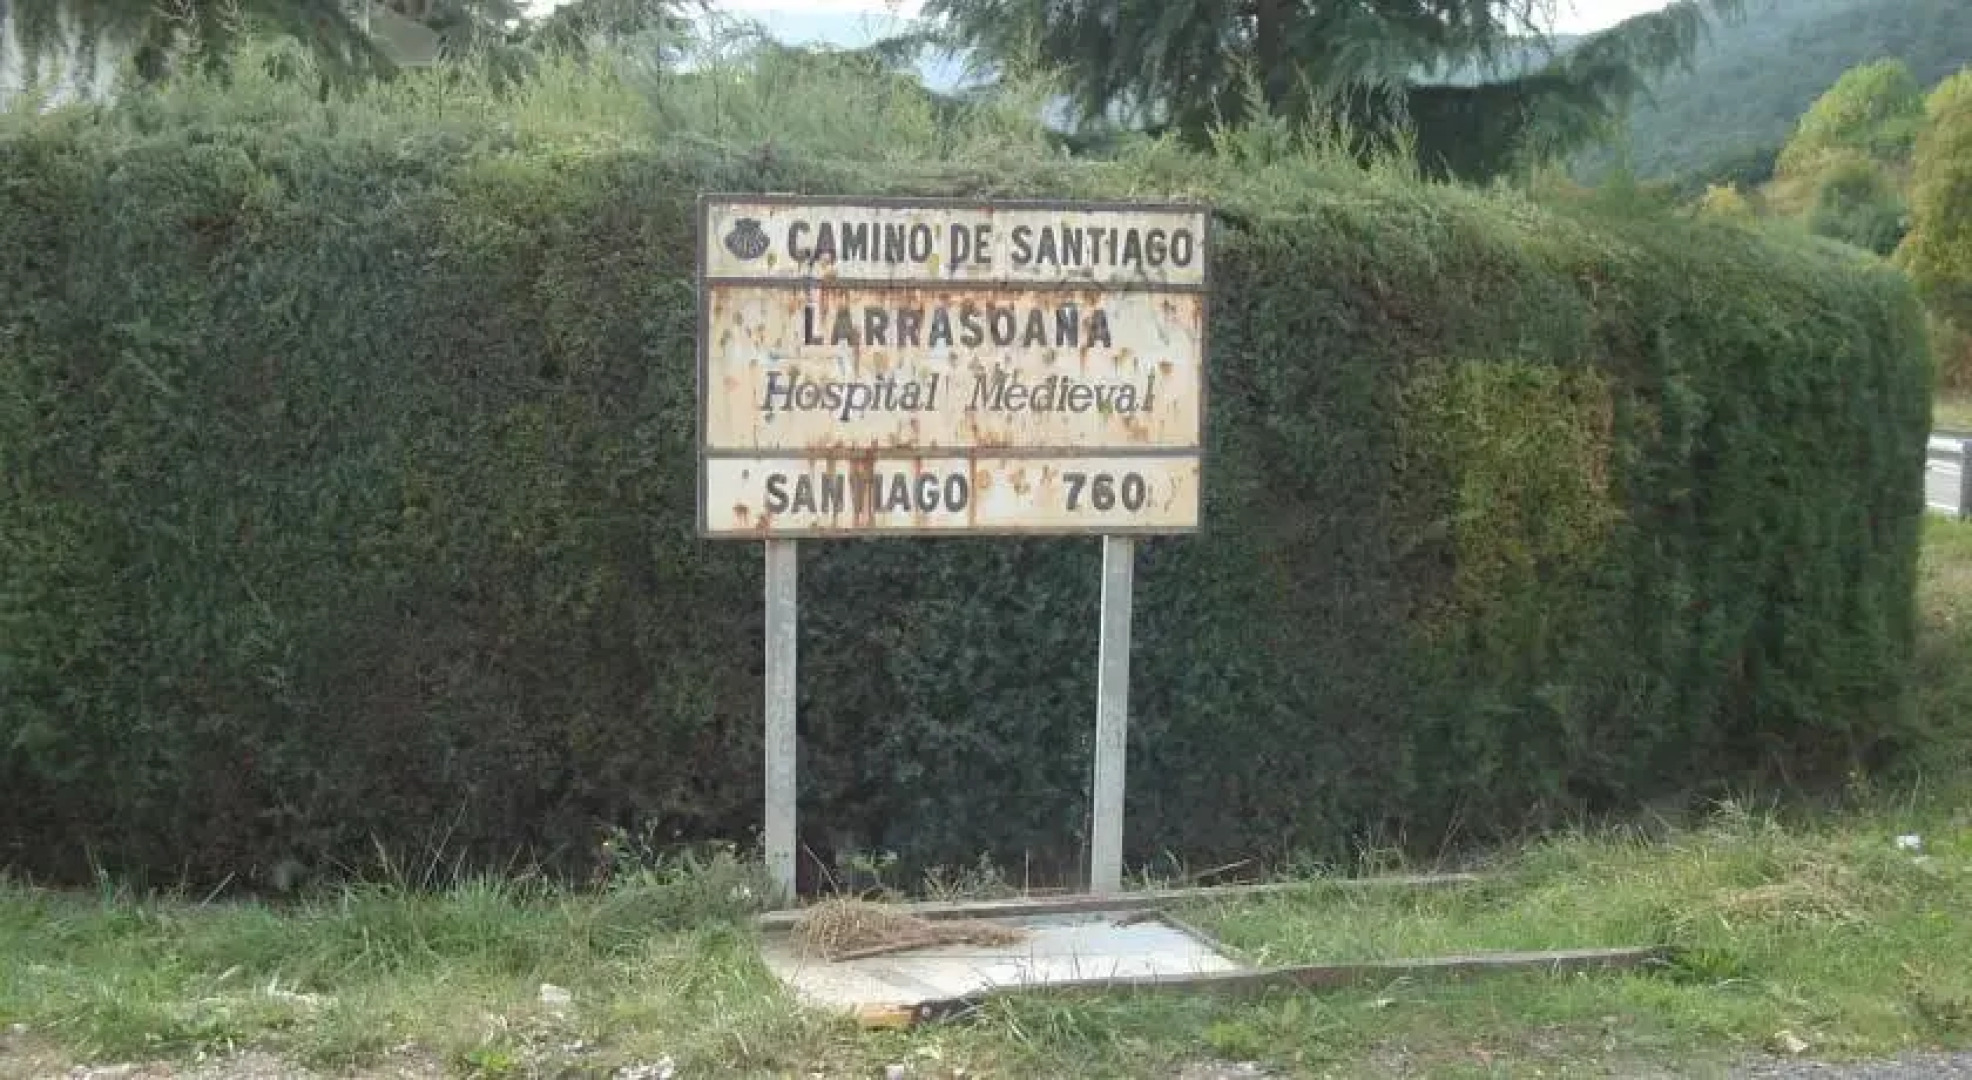 CAMINO DE SANTIAGO
LARRASOAÑA
Hospital Medieval
SANTIAGO 760